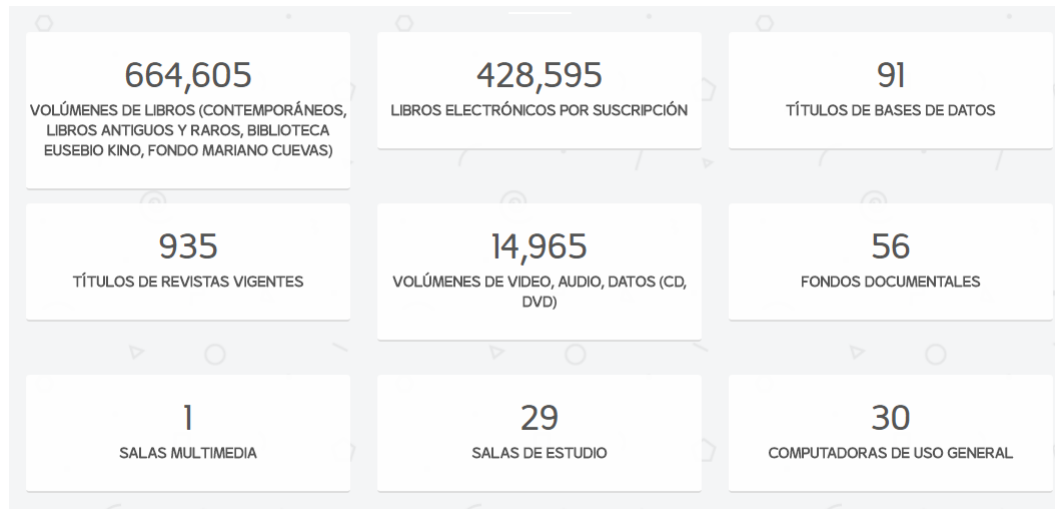 664,605
VOLÚMENES DE LIBROS (CONTEMPORÁNEOS,
LIBROS ANTIGUOS Y RAROS, BIBLIOTECA
EUSEBIO KINO, FONDO MARIANO CUEVAS)
428,595
LIBROS ELECTRÓNICOS POR SUSCRIPCIÓN
91
TÍTULOS DE BASES DE DATOS
935
TÍTULOS DE REVISTAS VIGENTES
14,965
VOLÚMENES DE VIDEO, AUDIO, DATOS (CD,
DVD)
56
FONDOS DOCUMENTALES
1
SALAS MULTIMEDIA
29
SALAS DE ESTUDIO
30
COMPUTADORAS DE USO GENERAL